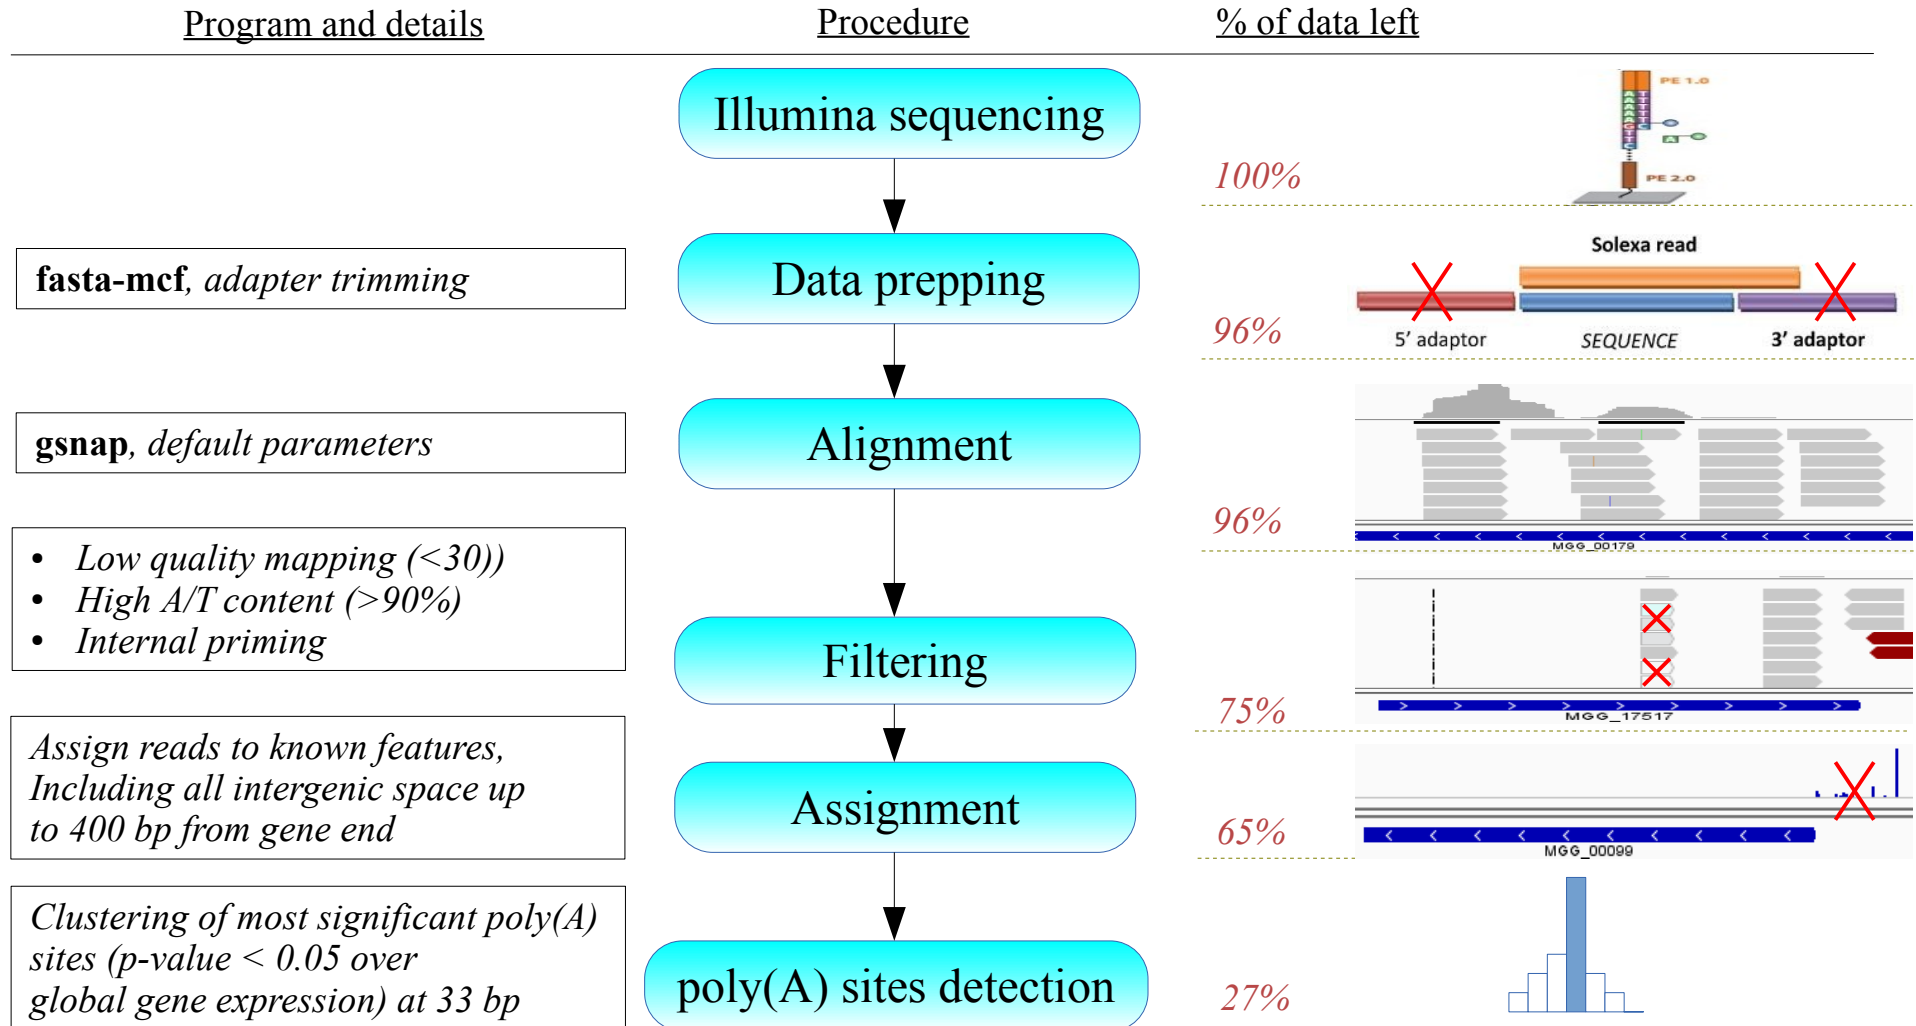 Program and details
Procedure
% of data left
Illumina sequencing
100%
PE 1.0
A
PE 2.0
fasta-mcf, adapter trimming
Data prepping
96%
Solexa read
5' adaptor
SEQUENCE
3' adaptor
gsnap, default parameters
Alignment
96%
MGG_00179
• Low quality mapping (<30))
• High A/T content (>90%)
• Internal priming
Filtering
75%
MGG_17517
Assign reads to known features,
Including all intergenic space up
to 400 bp from gene end
Assignment
65%
MGG_00099
Clustering of most significant poly(A)
sites (p-value < 0.05 over
global gene expression) at 33 bp
poly(A) sites detection
27%